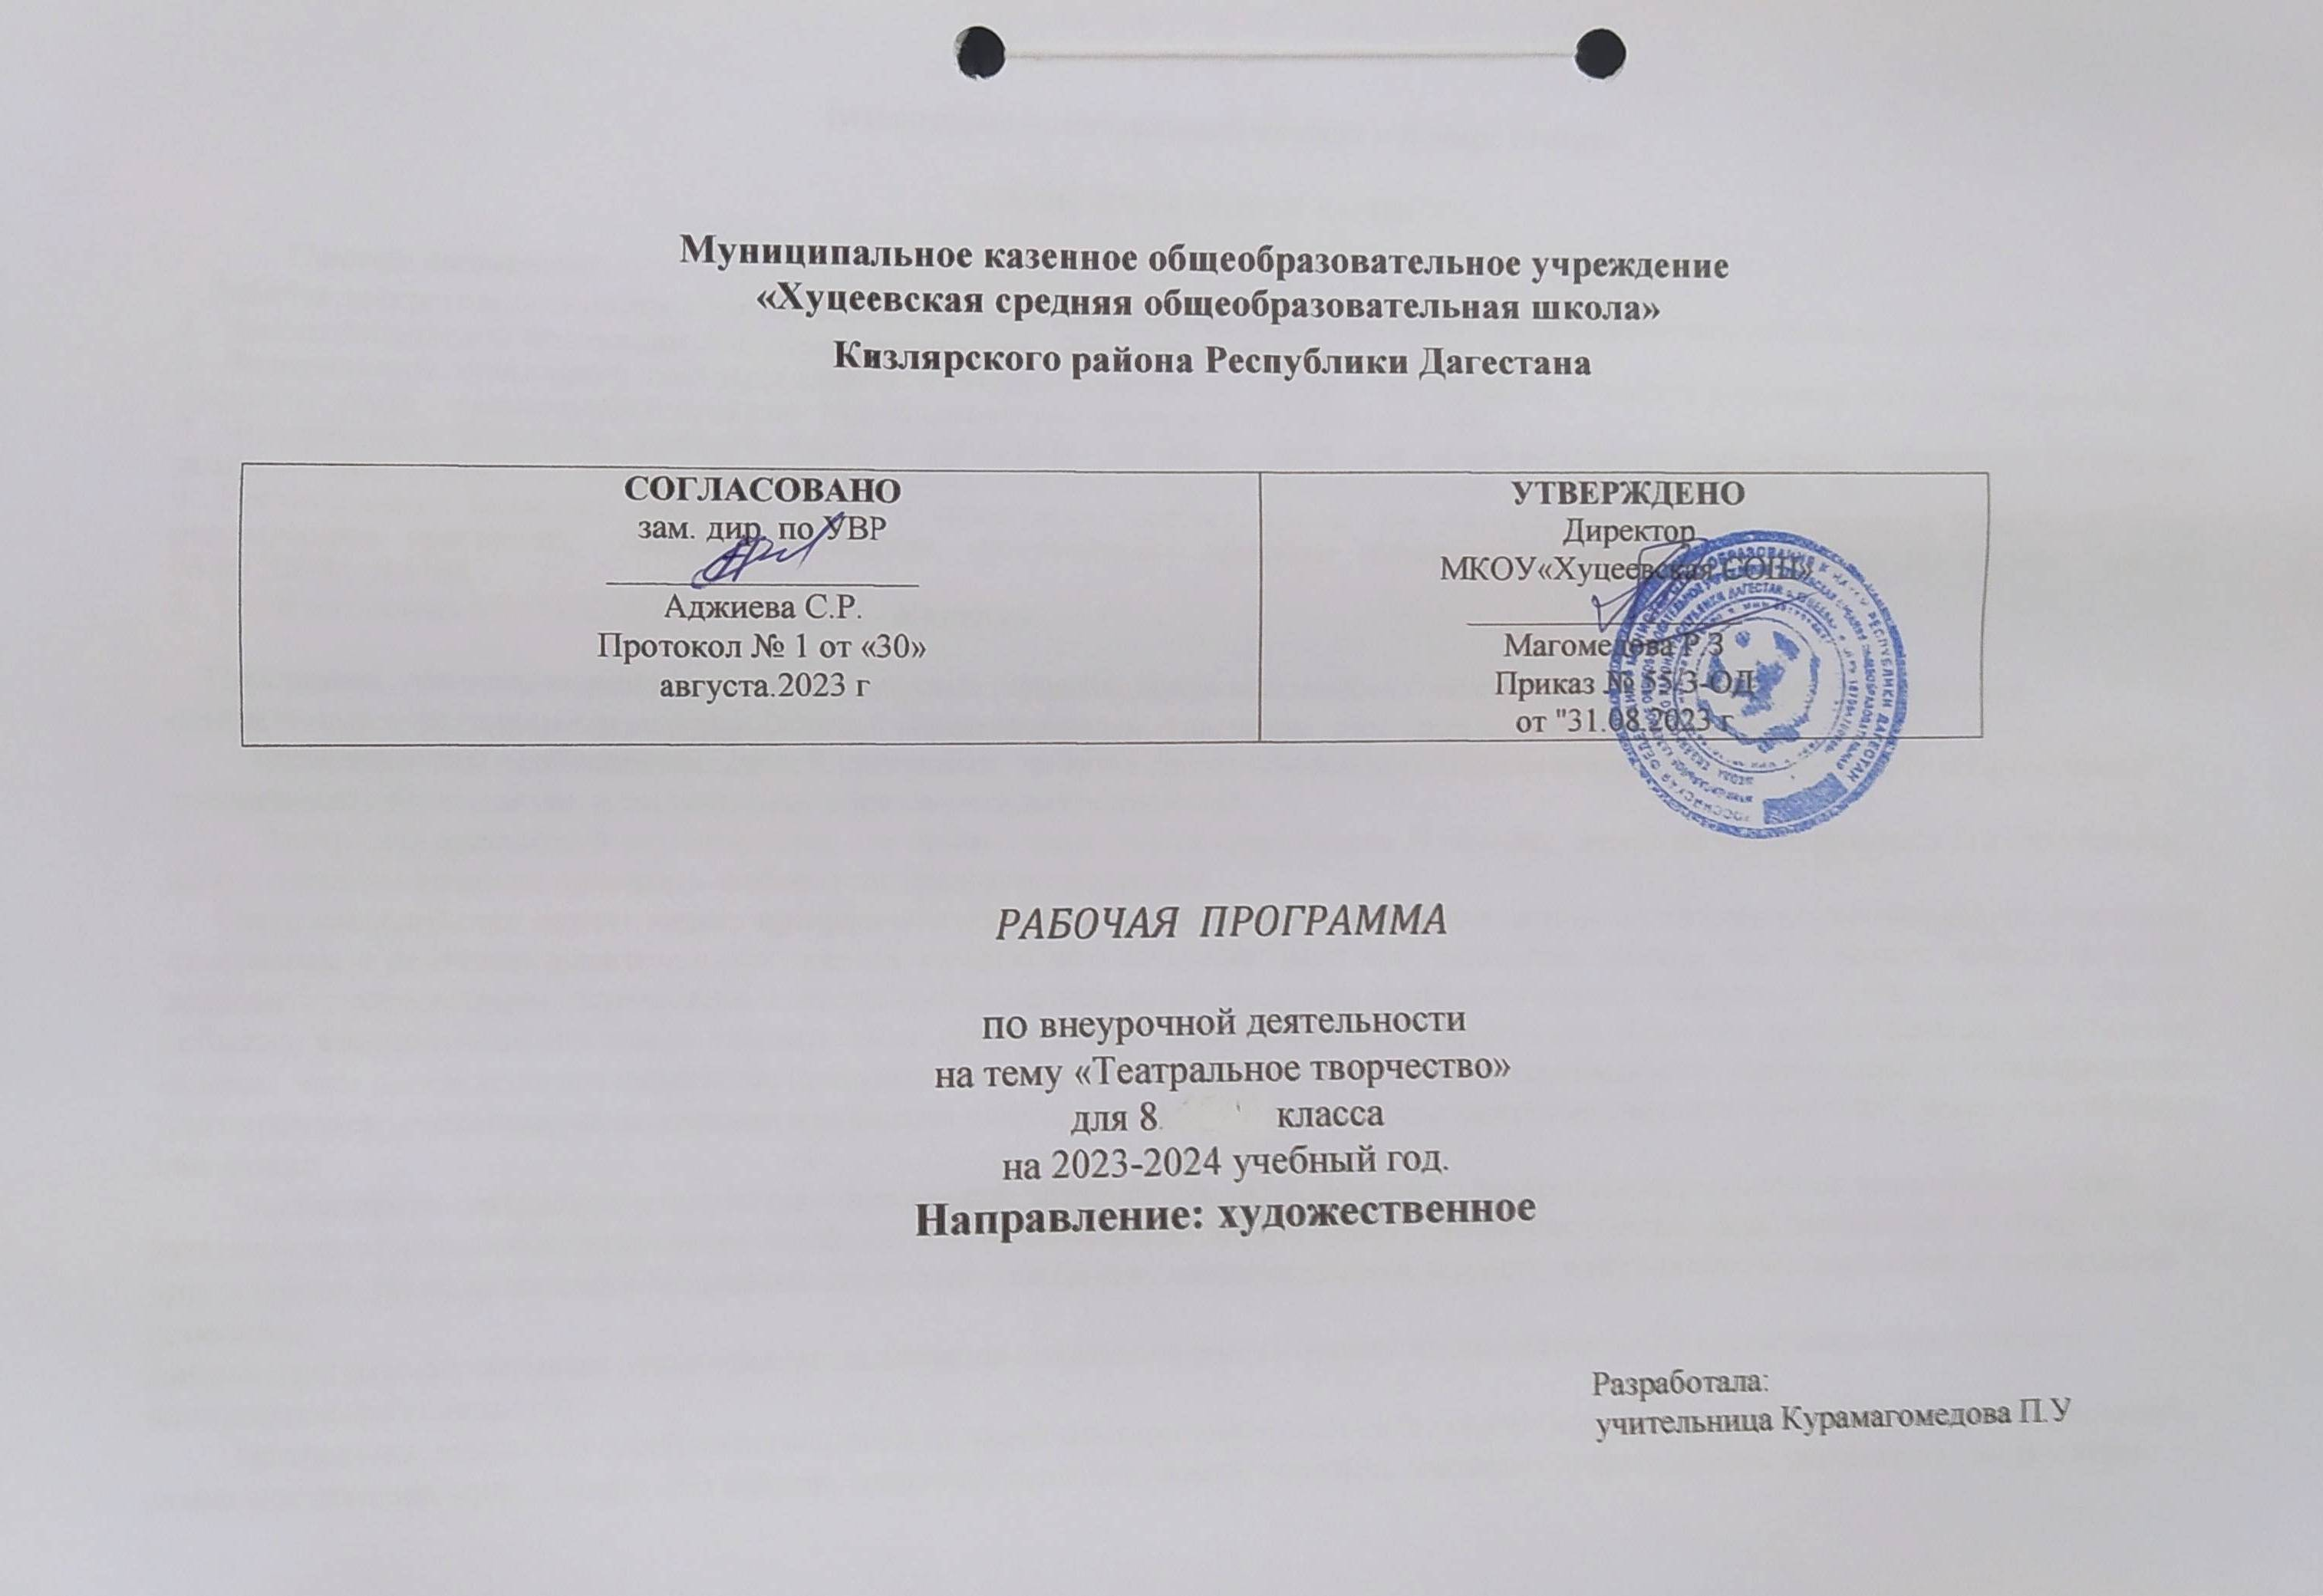 Муниципальное казенное общеобразовательное учреждение
«Хуцеевская средняя общеобразовательная школа»
Кизлярского района Республики Дагестана
СОГЛАСОВАНО
зам. дир. по УВР
Аджиева С.Р.
Протокол № 1 от «30»
августа.2023 г
УТВЕРЖДЕНО
Директор
МКОУ«Хуцеевская СОШ»
Магомедова Р.З
Приказ № 55/3-ОД
от "31.08.2023 г
РАБОЧАЯ ПРОГРАММА
по внеурочной деятельности
на тему «Театральное творчество»
для 8 класса
на 2023-2024 учебный год.
Направление: художественное
Разработала:
учительница Курамагомедова П.У